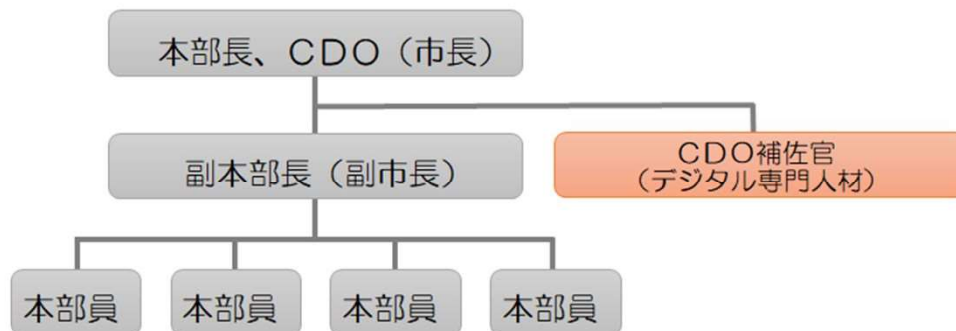 本部長、CDO（市長）
副本部長（副市長）
CDO補佐官
（デジタル専門人材）
本部員
本部員
本部員
本部員